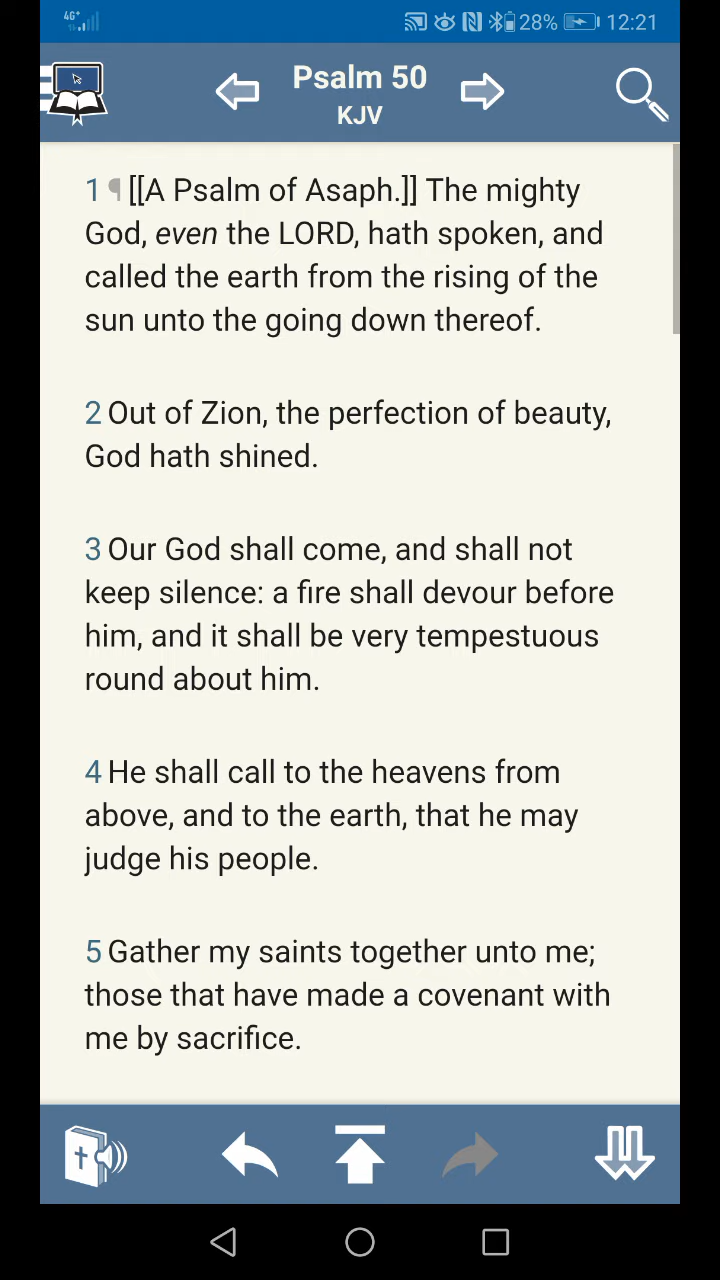 4G+
28%
12:21
Psalm 50
KJV
1 ¶ [[A Psalm of Asaph.]] The mighty
God, even the LORD, hath spoken, and
called the earth from the rising of the
sun unto the going down thereof.
2 Out of Zion, the perfection of beauty,
God hath shined.
3 Our God shall come, and shall not
keep silence: a fire shall devour before
him, and it shall be very tempestuous
round about him.
4 He shall call to the heavens from
above, and to the earth, that he may
judge his people.
5 Gather my saints together unto me;
those that have made a covenant with
me by sacrifice.